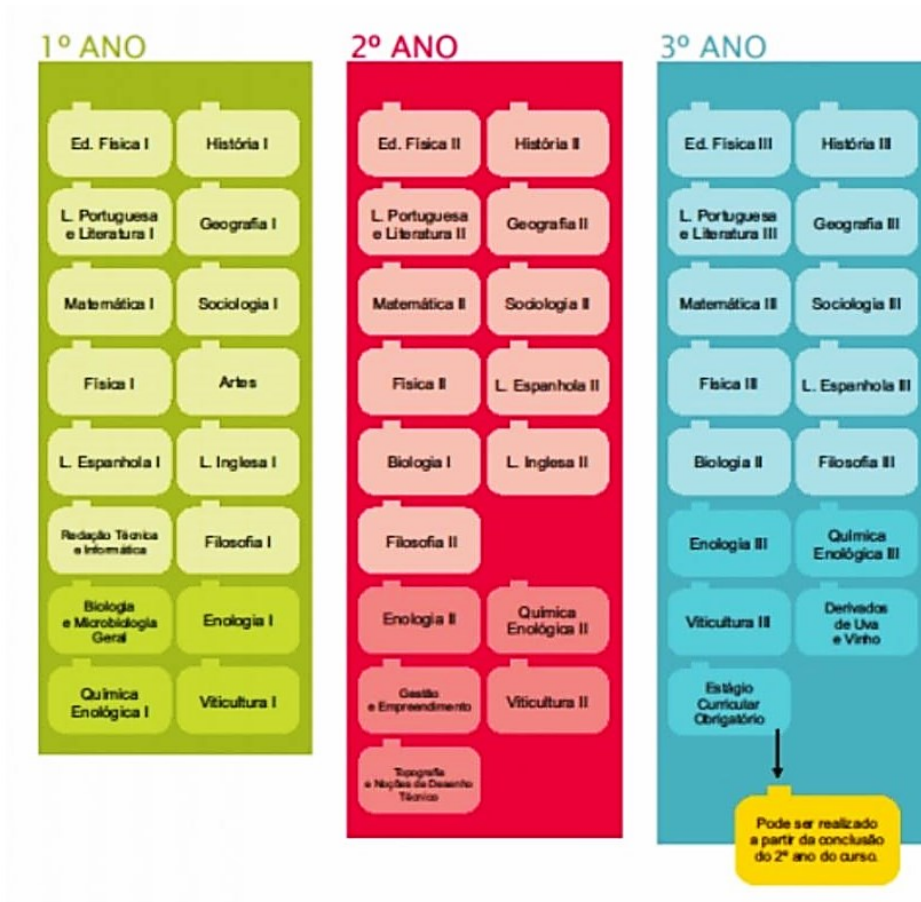 1º ANO
Ed. Física I
História I
L. Portuguesa
e Literatura I
Geografia I
Matemática I
Sociologia I
Física I
Artes
L. Espanhola I
L. Inglesa I
Redação Técnica
e Informática
Filosofia I
Biologia
e Microbiologia
Geral
Enologia I
Química
Enológica I
Viticultura I
2º ANO
Ed. Física II
História II
L. Portuguesa
e Literatura II
Geografia II
Matemática II
Sociologia II
Física II
L. Espanhola II
Biologia I
L. Inglesa II
Filosofia II
Enologia II
Química
Enológica II
Gestão
e Empreendimento
Viticultura II
Topografia
e Noções de Desenho
Técnico
3º ANO
Ed. Física III
História III
L. Portuguesa
e Literatura III
Geografia III
Matemática III
Sociologia III
Física III
L. Espanhola III
Biologia II
Filosofia III
Enologia III
Química
Enológica III
Viticultura III
Derivados
de Uva
e Vinho
Estágio
Curricular
Obrigatório
Pode ser realizado
a partir da conclusão
do 2º ano do curso.